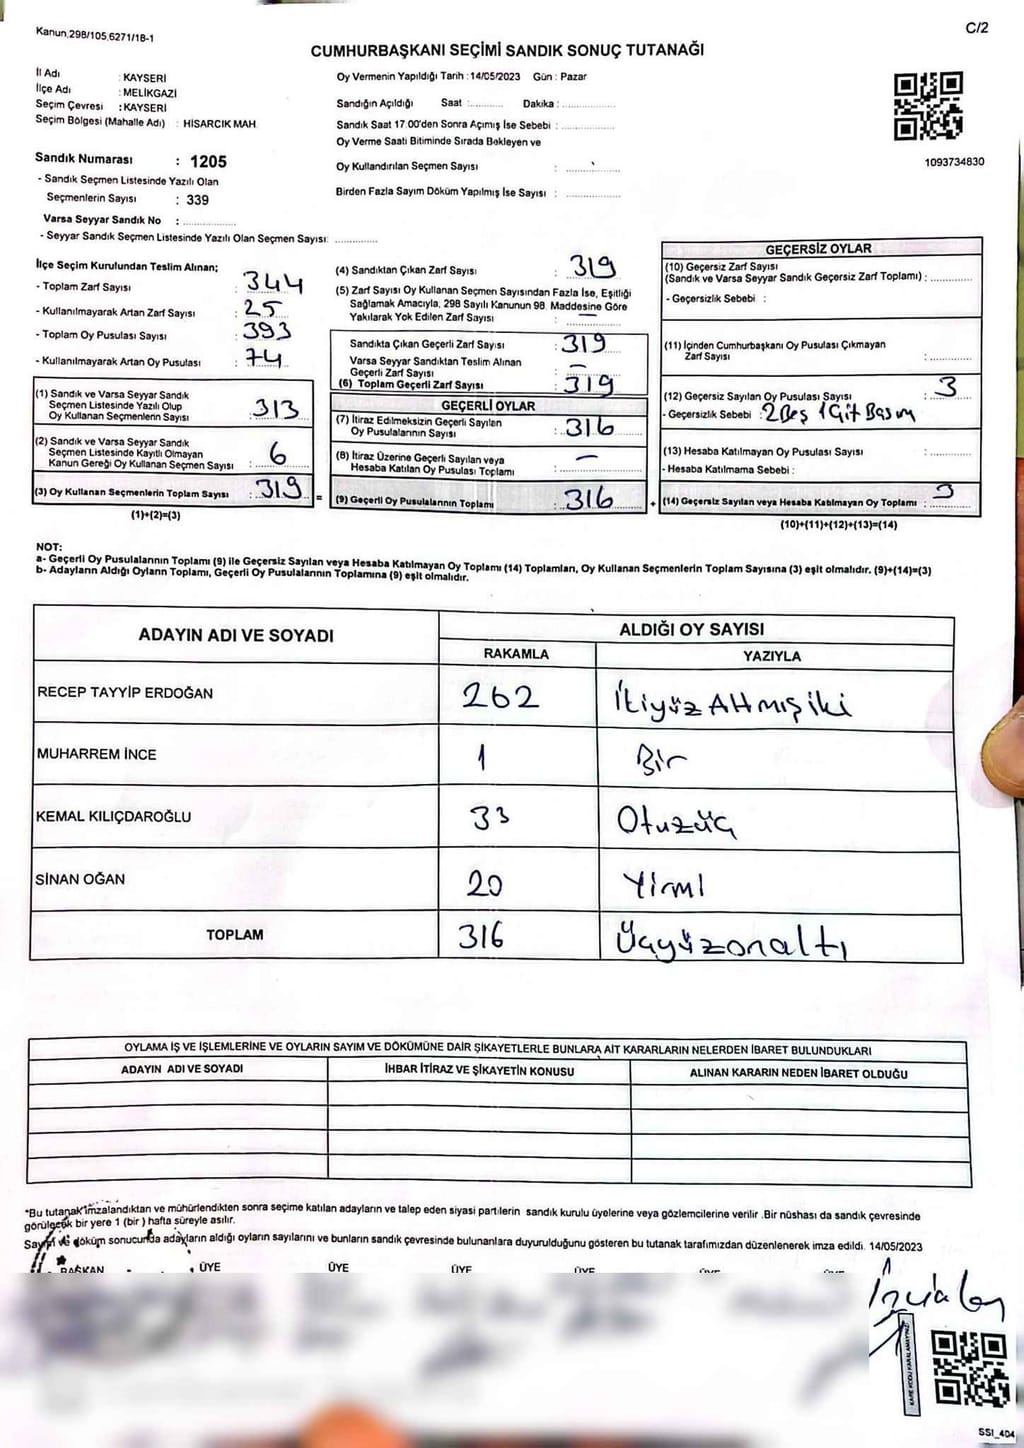 Kanun,298/105,6271/1B-1
C/2
CUMHURBAŞKANI SEÇİMİ SANDIK SONUÇ TUTANAĞI
İl Adı : KAYSERİ
İlçe Adı : MELİKGAZİ
Seçim Çevresi : KAYSERİ
Seçim Bölgesi (Mahalle Adı) : HİSARCIK MAH.
Sandık Numarası : 1205
- Sandık Seçmen Listesinde Yazılı Olan
Seçmenlerin Sayısı : 339
Varsa Seyyar Sandık No : ..............
- Seyyar Sandık Seçmen Listesinde Yazılı Olan Seçmen Sayısı: ..............
Oy Vermenin Yapıldığı Tarih :14/05/2023 Gün : Pazar
Sandığın Açıldığı Saat :.......... Dakika : ..............
Sandık Saat 17.00'den Sonra Açımış İse Sebebi : ..............
Oy Verme Saati Bitiminde Sırada Bekleyen ve
Oy Kullandırılan Seçmen Sayısı : ..............
Birden Fazla Sayım Döküm Yapılmış İse Sayısı : ..............
1093734830
İlçe Seçim Kurulundan Teslim Alınan;
- Toplam Zarf Sayısı : 344
- Kullanılmayarak Artan Zarf Sayısı : 25
- Toplam Oy Pusulası Sayısı : 393
- Kullanılmayarak Artan Oy Pusulası : 74
(1) Sandık ve Varsa Seyyar Sandık
Seçmen Listesinde Yazılı Olup
Oy Kullanan Seçmenlerin Sayısı : 313
(2) Sandık ve Varsa Seyyar Sandık
Seçmen Listesinde Kayıtlı Olmayan
Kanun Gereği Oy Kullanan Seçmen Sayısı : 6
(3) Oy Kullanan Seçmenlerin Toplam Sayısı : 319 =
(1)+(2)=(3)
(4) Sandıktan Çıkan Zarf Sayısı : 319
(5) Zarf Sayısı Oy Kullanan Seçmen Sayısından Fazla İse, Eşitliği
Sağlamak Amacıyla, 298 Sayılı Kanunun 98. Maddesine Göre
Yakılarak Yok Edilen Zarf Sayısı : —
Sandıkta Çıkan Geçerli Zarf Sayısı : 319
Varsa Seyyar Sandıktan Teslim Alınan
Geçerli Zarf Sayısı : —
(6) Toplam Geçerli Zarf Sayısı : 319
GEÇERLİ OYLAR
(7) İtiraz Edilmeksizin Geçerli Sayılan
Oy Pusulalarının Sayısı : 316
(8) İtiraz Üzerine Geçerli Sayılan veya
Hesaba Katılan Oy Pusulası Toplamı : —
(9) Geçerli Oy Pusulalarının Toplamı : 316 +
GEÇERSİZ OYLAR
(10) Geçersiz Zarf Sayısı
(Sandık ve Varsa Seyyar Sandık Geçersiz Zarf Toplamı) : ..............
- Geçersizlik Sebebi :
(11) İçinden Cumhurbaşkanı Oy Pusulası Çıkmayan
Zarf Sayısı : ..............
(12) Geçersiz Sayılan Oy Pusulası Sayısı : 3
- Geçersizlik Sebebi : 2 Boş 1 Çift Basım
(13) Hesaba Katılmayan Oy Pusulası Sayısı : ..............
- Hesaba Katılmama Sebebi :
(14) Geçersiz Sayılan veya Hesaba Katılmayan Oy Toplamı : 3
(10)+(11)+(12)+(13)=(14)
NOT:
a- Geçerli Oy Pusulalarının Toplamı (9) ile Geçersiz Sayılan veya Hesaba Katılmayan Oy Toplamı (14) Toplamları, Oy Kullanan Seçmenlerin Toplam Sayısına (3) eşit olmalıdır. (9)+(14)=(3)
b- Adayların Aldığı Oyların Toplamı, Geçerli Oy Pusulalarının Toplamına (9) eşit olmalıdır.
ADAYIN ADI VE SOYADI
ALDIĞI OY SAYISI
RAKAMLA YAZIYLA
RECEP TAYYİP ERDOĞAN 262 İkiyüz Altmış iki
MUHARREM İNCE 1 Bir
KEMAL KILIÇDAROĞLU 33 Otuzüç
SİNAN OĞAN 20 Yirmi
TOPLAM 316 Üçyüzonaltı
OYLAMA İŞ VE İŞLEMLERİNE VE OYLARIN SAYIM VE DÖKÜMÜNE DAİR ŞİKAYETLERLE BUNLARA AİT KARARLARIN NELERDEN İBARET BULUNDUKLARI
ADAYIN ADI VE SOYADI İHBAR İTİRAZ VE ŞİKAYETİN KONUSU ALINAN KARARIN NEDEN İBARET OLDUĞU
*Bu tutanak imzalandıktan ve mühürlendikten sonra seçime katılan adayların ve talep eden siyasi partilerin sandık kurulu üyelerine veya gözlemcilerine verilir .Bir nüshası da sandık çevresinde
görülecek bir yere 1 (bir ) hafta süreyle asılır.
Sayım ve döküm sonucunda adayların aldığı oyların sayılarını ve bunların sandık çevresinde bulunanlara duyurulduğunu gösteren bu tutanak tarafımızdan düzenlenerek imza edildi. 14/05/2023
BAŞKAN ÜYE ÜYE ÜYE ÜYE ÜYE
KARE KODU KARALAMAYINIZ!
SSI_404